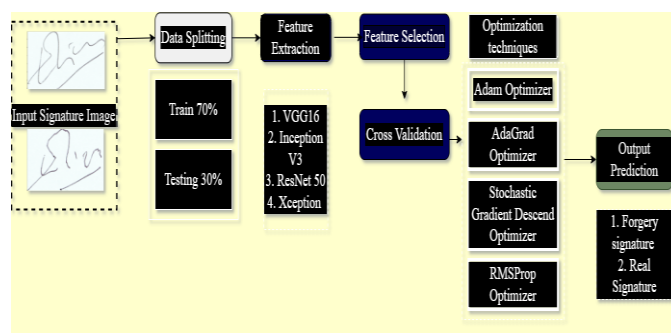 Input Signature Image
Data Splitting
Train 70%
Testing 30%
Feature
Extraction
1. VGG16
2. Inception
V3
3. ResNet 50
4. Xception
Feature Selection
Cross Validation
Optimization
techniques
Adam Optimizer
AdaGrad
Optimizer
Stochastic
Gradient Descend
Optimizer
RMSProp
Optimizer
Output
Prediction
1. Forgery
signature
2. Real
Signature